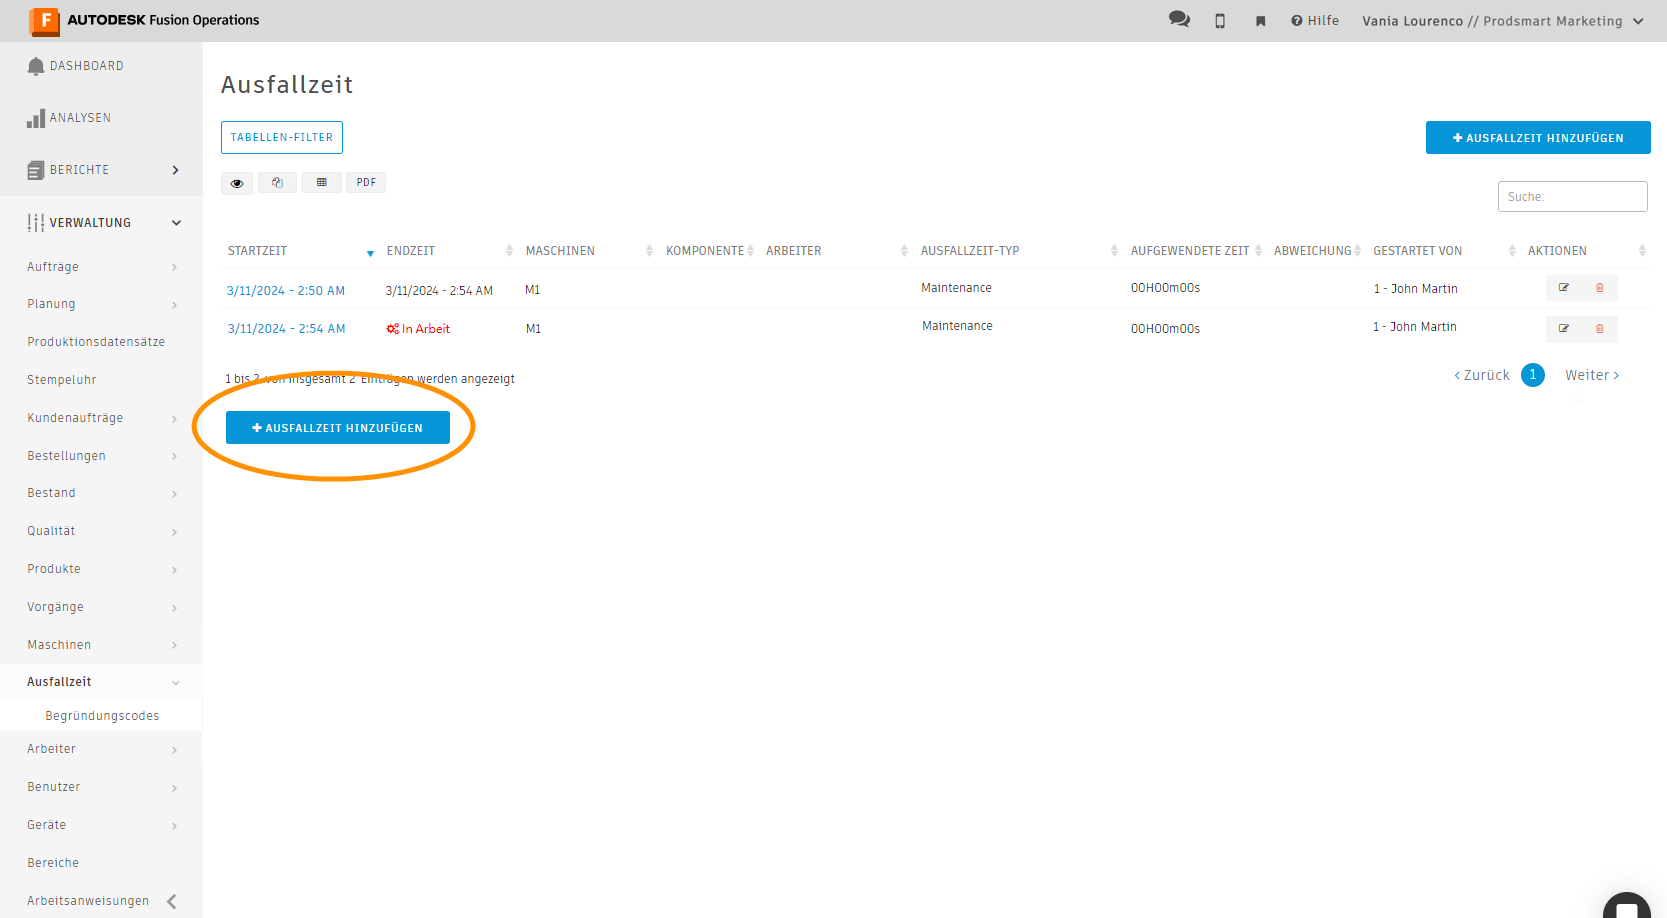 F AUTODESK Fusion Operations
Hilfe
Vania Lourenco // Prodsmart Marketing
DASHBOARD
ANALYSEN
BERICHTE
VERWALTUNG
Aufträge
Planung
Produktionsdatensätze
Stempeluhr
Kundenaufträge
Bestellungen
Bestand
Qualität
Produkte
Vorgänge
Maschinen
Ausfallzeit
Begründungscodes
Arbeiter
Benutzer
Geräte
Bereiche
Arbeitsanweisungen
Ausfallzeit
TABELLEN-FILTER
+ AUSFALLZEIT HINZUFÜGEN
PDF
Suche:
STARTZEIT ENDZEIT MASCHINEN KOMPONENTE ARBEITER AUSFALLZEIT-TYP AUFGEWENDETE ZEIT ABWEICHUNG GESTARTET VON AKTIONEN
3/11/2024 - 2:50 AM 3/11/2024 - 2:54 AM M1 Maintenance 00H00m00s 1 - John Martin
3/11/2024 - 2:54 AM In Arbeit M1 Maintenance 00H00m00s 1 - John Martin
1 bis 2 von insgesamt 2 Einträgen werden angezeigt
‹ Zurück 1 Weiter ›
+ AUSFALLZEIT HINZUFÜGEN